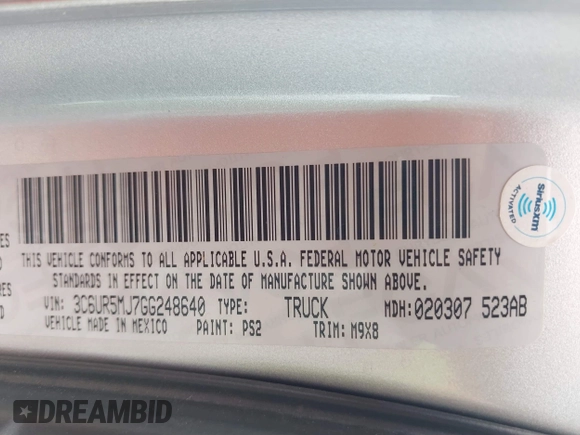 SiriusXM
ACTIVATED
ES
THIS VEHICLE CONFORMS TO ALL APPLICABLE U.S.A. FEDERAL MOTOR VEHICLE SAFETY
STANDARDS IN EFFECT ON THE DATE OF MANUFACTURE SHOWN ABOVE.
RES
VIN: 3C6UR5MJ7GG248640 TYPE: TRUCK MDH:020307 523AB
VEHICLE MADE IN MEXICO PAINT: PS2 TRIM: M9X8
DREAMBID